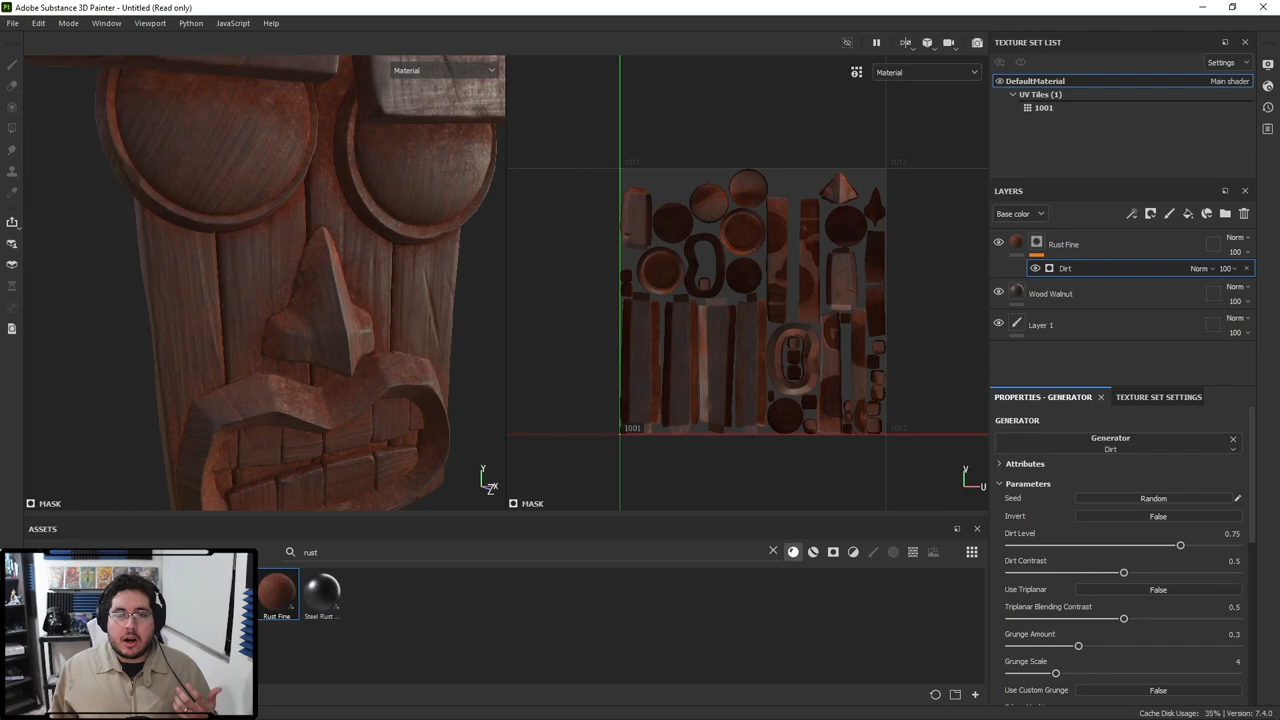 Pt Adobe Substance 3D Painter - Untitled (Read only)
File Edit Mode Window Viewport Python JavaScript Help
Material
Material
TEXTURE SET LIST
Settings
DefaultMaterial Main shader
UV Tiles (1)
1001
1011 1012
1001 1002
Y
X
Z
V
U
MASK
MASK
LAYERS
Base color
Rust Fine Norm
100
Dirt Norm 100
Wood Walnut Norm
100
Layer 1 Norm
100
PROPERTIES - GENERATOR TEXTURE SET SETTINGS
GENERATOR
Generator
Dirt
Attributes
Parameters
Seed Random
Invert False
Dirt Level 0.75
Dirt Contrast 0.5
Use Triplanar False
Triplanar Blending Contrast 0.5
Grunge Amount 0.3
Grunge Scale 4
Use Custom Grunge False
ASSETS
rust
Rust Fine Steel Rust ...
Cache Disk Usage: 35% | Version: 7.4.0